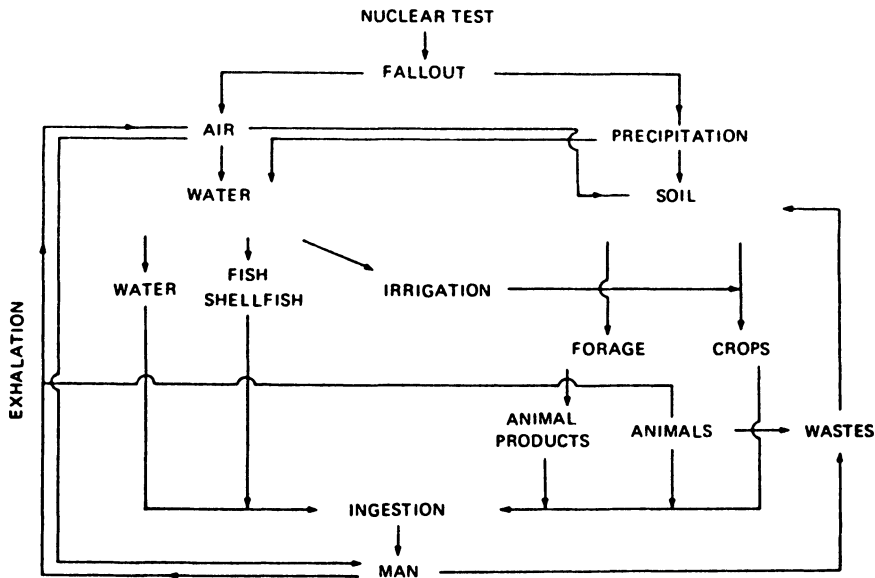 NUCLEAR TEST
FALLOUT
AIR
PRECIPITATION
WATER
SOIL
WATER
FISH
SHELLFISH
IRRIGATION
EXHALATION
FORAGE
CROPS
ANIMAL
PRODUCTS
ANIMALS
WASTES
INGESTION
MAN